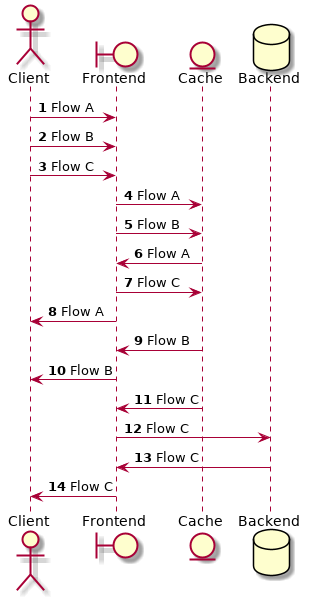 Client Frontend Cache Backend
1 Flow A
2 Flow B
3 Flow C
4 Flow A
5 Flow B
6 Flow A
7 Flow C
8 Flow A
9 Flow B
10 Flow B
11 Flow C
12 Flow C
13 Flow C
14 Flow C
Client Frontend Cache Backend